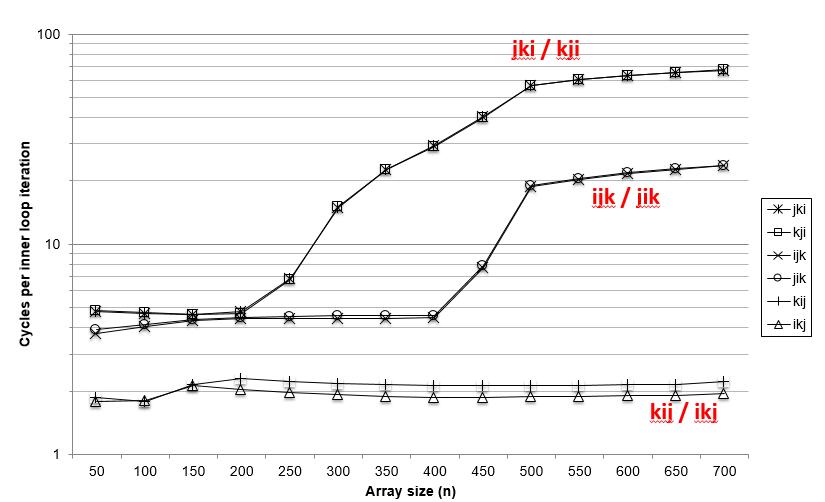 100
jki / kji
Cycles per inner loop iteration
ijk / jik
jki
kji
10
ijk
jik
kij
ikj
kij / ikj
1
50 100 150 200 250 300 350 400 450 500 550 600 650 700
Array size (n)